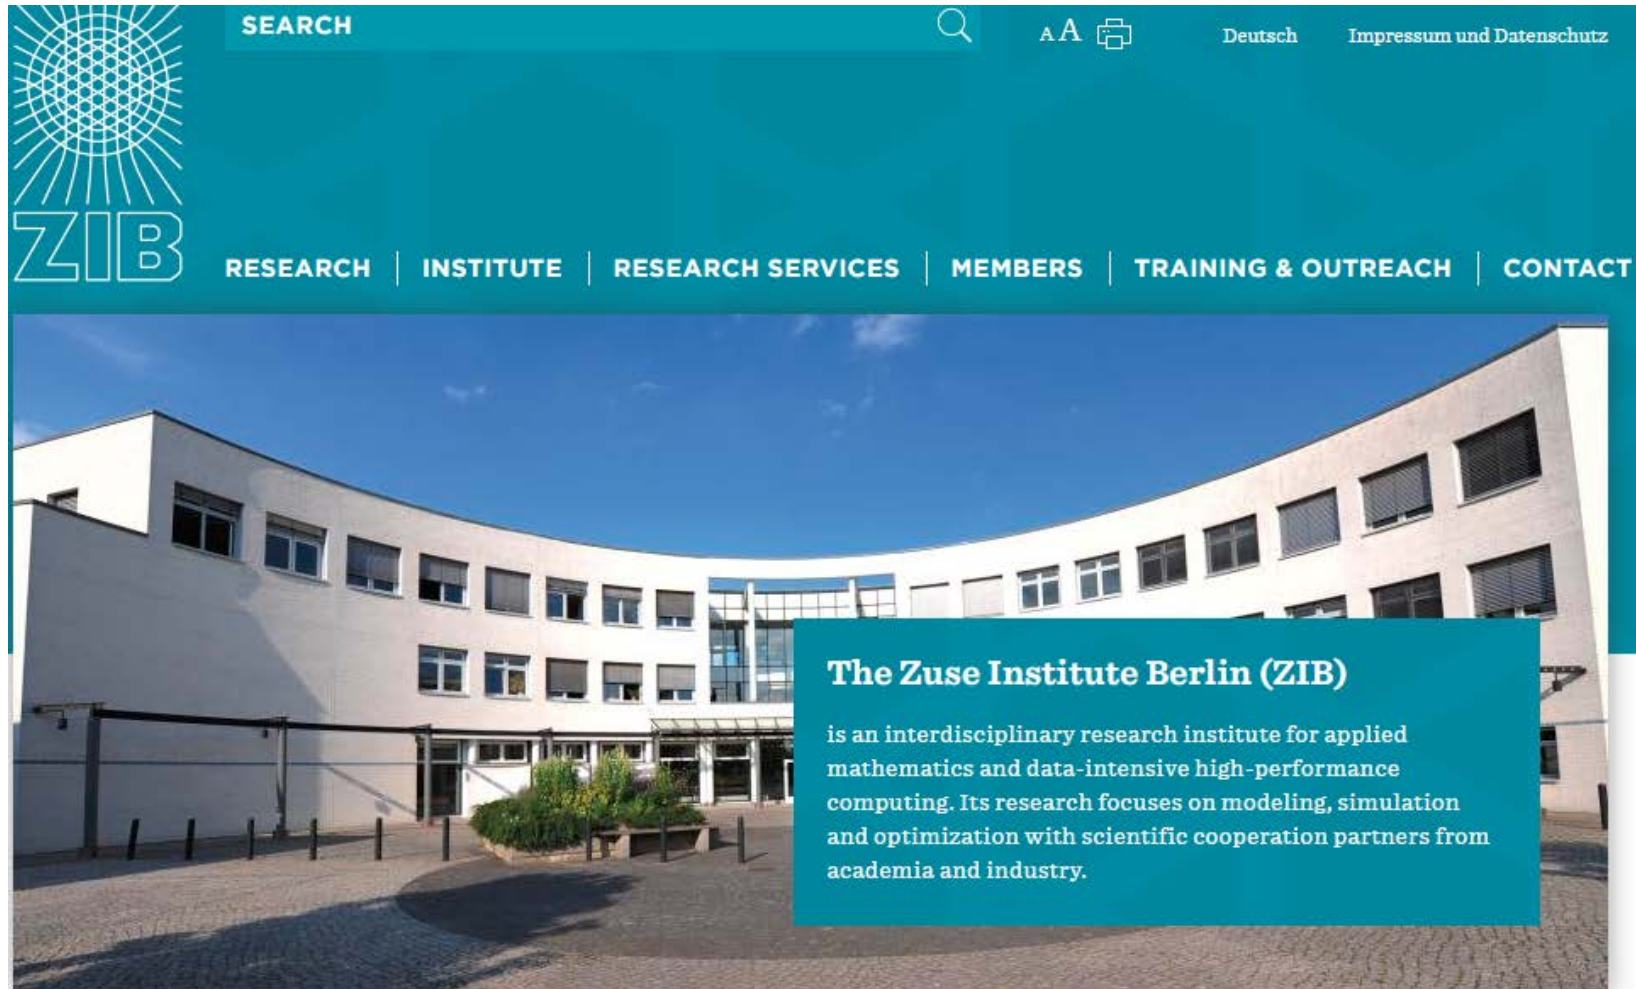 SEARCH
A A
Deutsch
Impressum und Datenschutz
ZIB
RESEARCH
INSTITUTE
RESEARCH SERVICES
MEMBERS
TRAINING & OUTREACH
CONTACT
The Zuse Institute Berlin (ZIB)
is an interdisciplinary research institute for applied
mathematics and data-intensive high-performance
computing. Its research focuses on modeling, simulation
and optimization with scientific cooperation partners from
academia and industry.